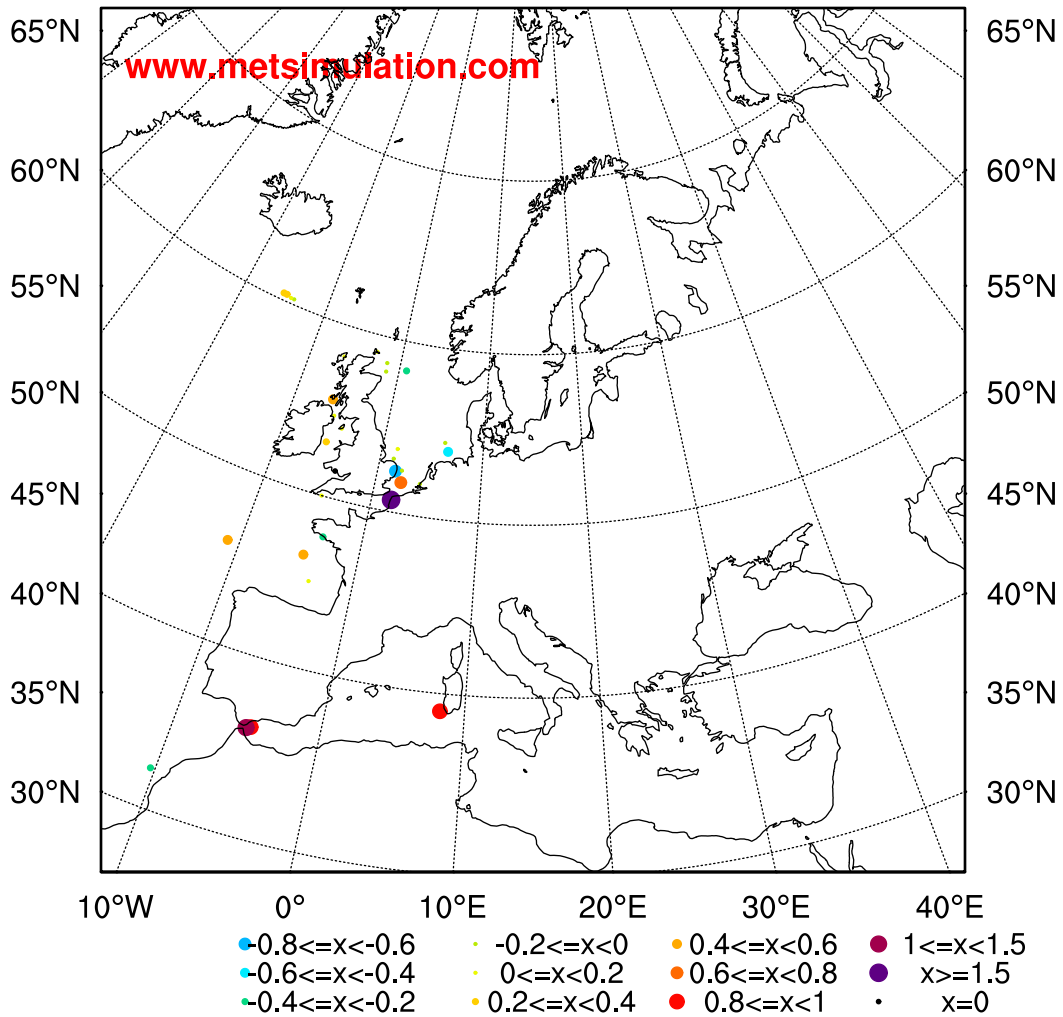 65°N 65°N
www.metsimulation.com
60°N 60°N
55°N 55°N
50°N 50°N
45°N 45°N
40°N 40°N
35°N 35°N
30°N 30°N
10°W 0° 10°E 20°E 30°E 40°E
-0.8<=x<-0.6 -0.2<=x<0 0.4<=x<0.6 1<=x<1.5
-0.6<=x<-0.4 0<=x<0.2 0.6<=x<0.8 x>=1.5
-0.4<=x<-0.2 0.2<=x<0.4 0.8<=x<1 x=0